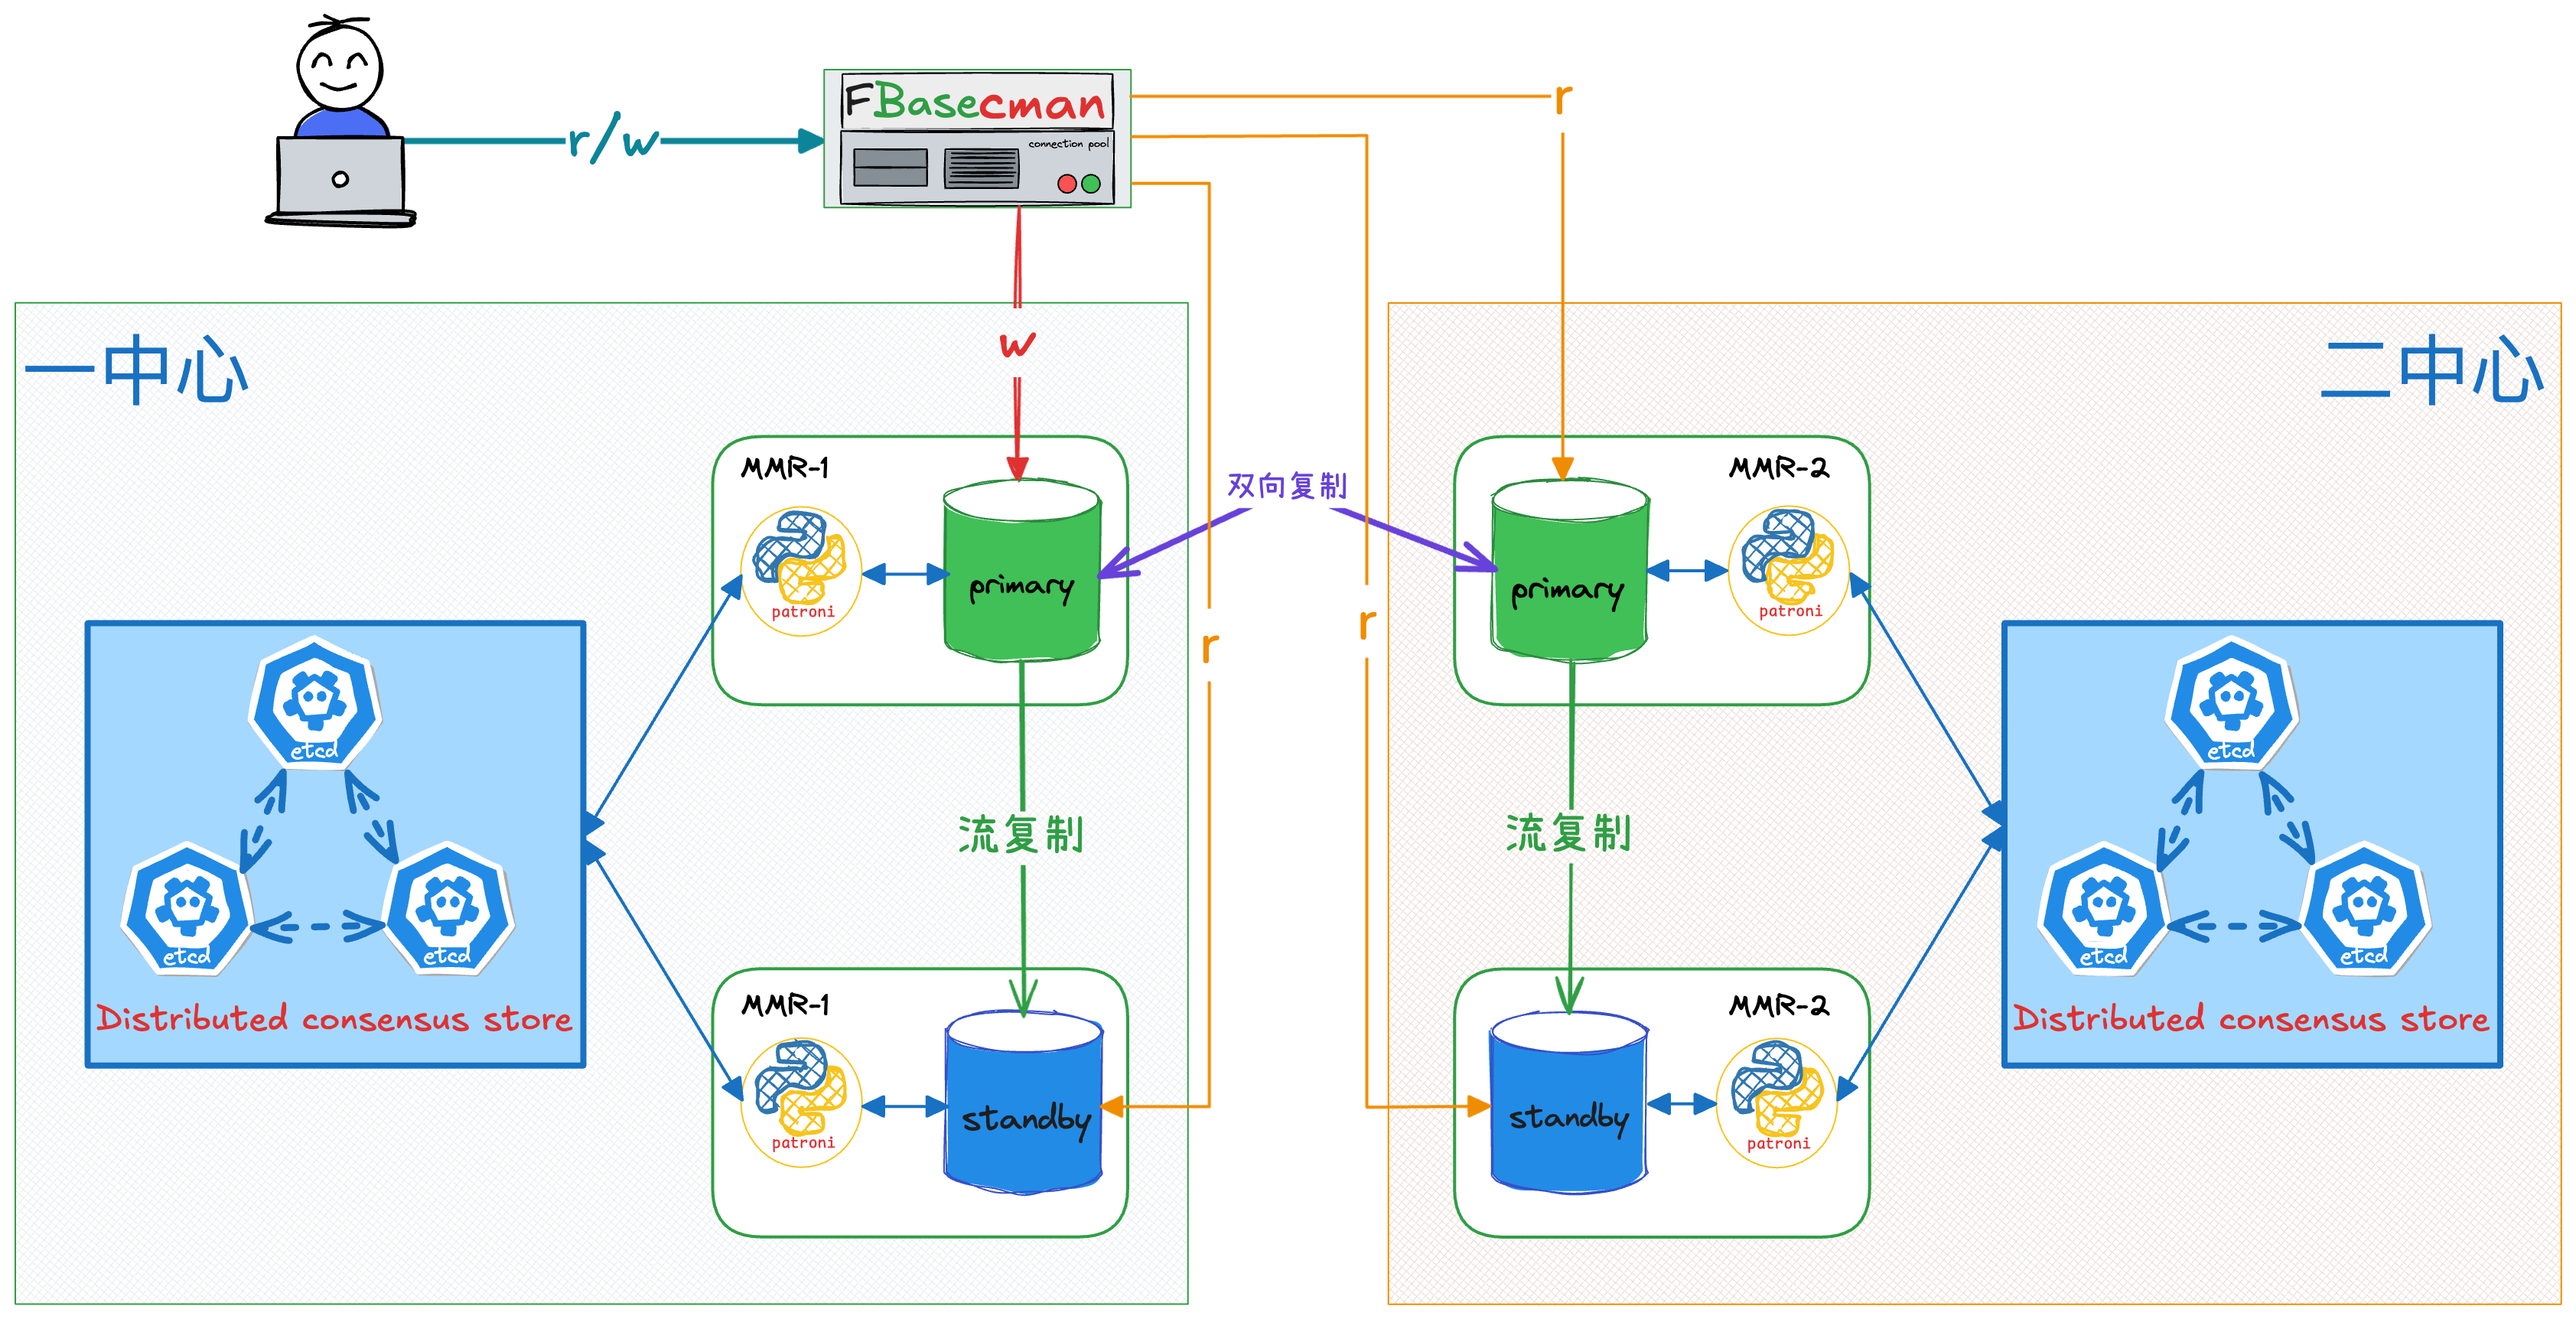 FBasecman
connection pool
r/w
r
w
一中心
二中心
MMR-1
patroni
primary
双向复制
MMR-2
primary
patroni
r
r
etcd
etcd
etcd
Distributed consensus store
流复制
流复制
etcd
etcd
etcd
Distributed consensus store
MMR-1
patroni
standby
MMR-2
standby
patroni